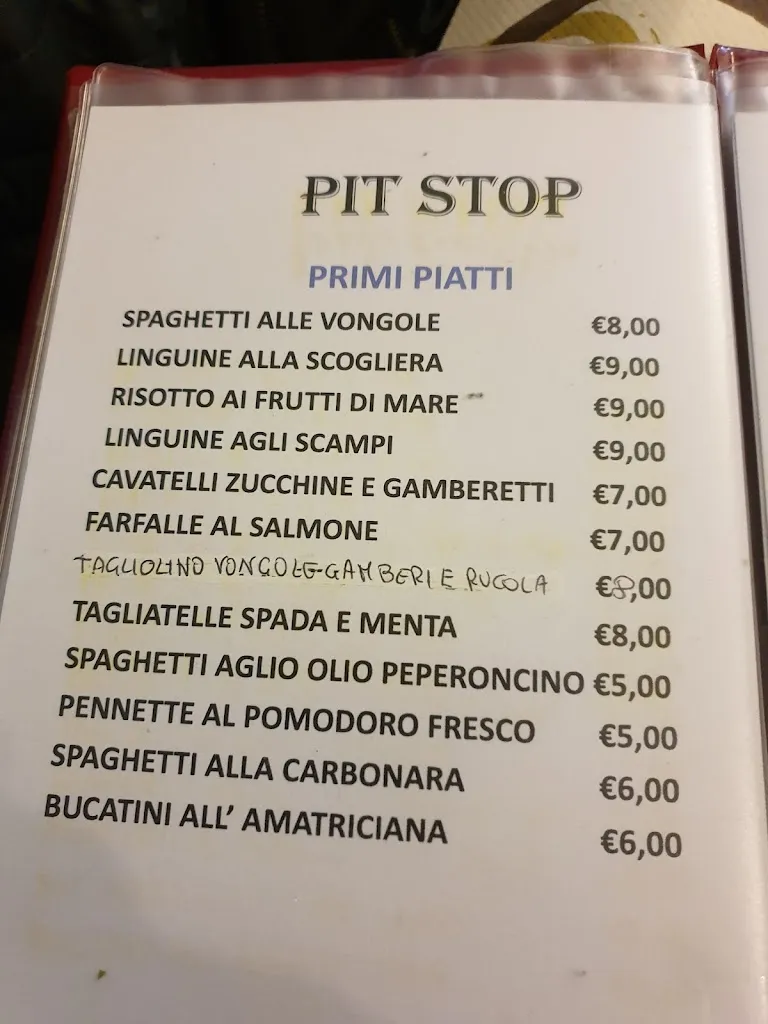 PIT STOP
PRIMI PIATTI
SPAGHETTI ALLE VONGOLE €8,00
LINGUINE ALLA SCOGLIERA €9,00
RISOTTO AI FRUTTI DI MARE €9,00
LINGUINE AGLI SCAMPI €9,00
CAVATELLI ZUCCHINE E GAMBERETTI €7,00
FARFALLE AL SALMONE €7,00
TAGLIOLINO VONGOLE-GAMBERI E RUCOLA €8,00
TAGLIATELLE SPADA E MENTA €8,00
SPAGHETTI AGLIO OLIO PEPERONCINO €5,00
PENNETTE AL POMODORO FRESCO €5,00
SPAGHETTI ALLA CARBONARA €6,00
BUCATINI ALL’ AMATRICIANA €6,00